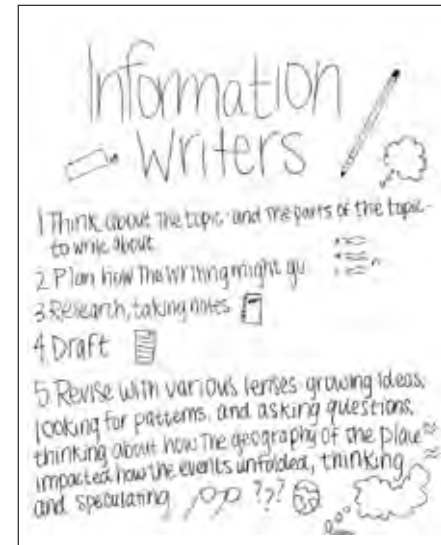 Information
Writers
1 Think about the topic-and the parts of the topic-
to write about
2 Plan how the writing might go
3 Research, taking notes
4 Draft
5 Revise with various lenses: growing ideas,
looking for patterns, and asking questions,
thinking about how the geography of the place
impacted how the events unfolded, thinking
and speculating ???